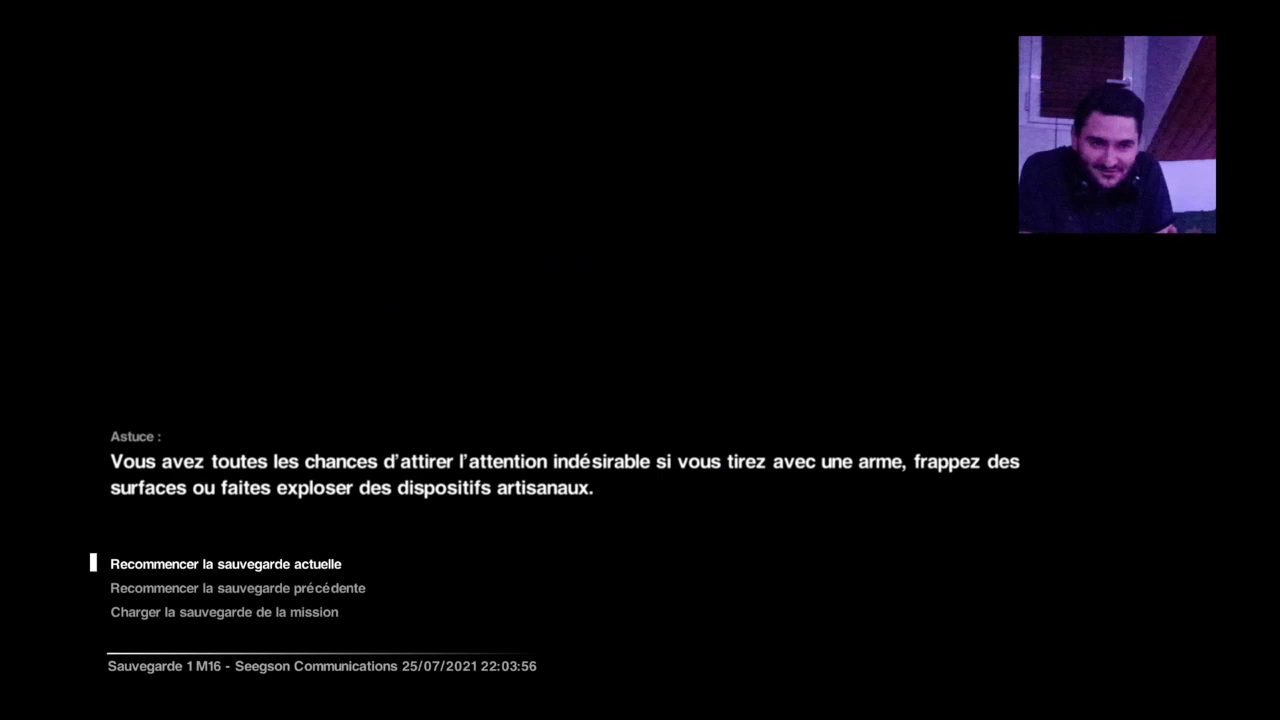 Astuce :
Vous avez toutes les chances d'attirer l'attention indésirable si vous tirez avec une arme, frappez des
surfaces ou faites exploser des dispositifs artisanaux.
Recommencer la sauvegarde actuelle
Recommencer la sauvegarde précédente
Charger la sauvegarde de la mission
Sauvegarde 1 M16 - Seegson Communications 25/07/2021 22:03:56